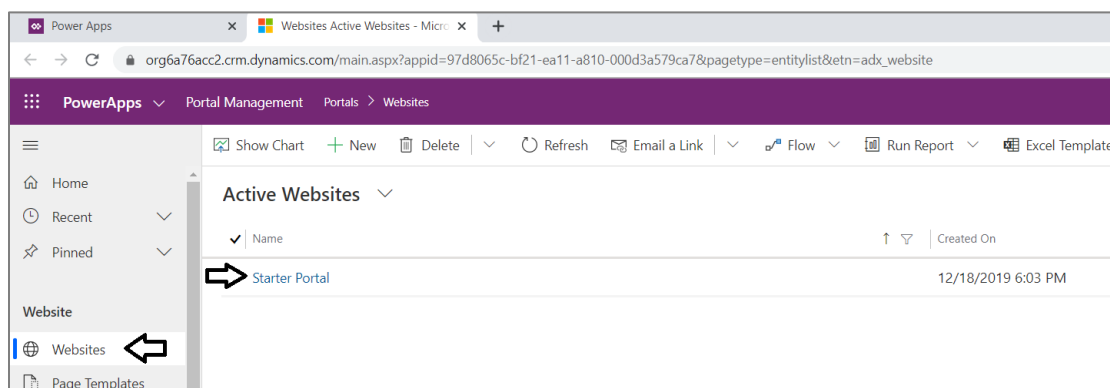 Power Apps
Websites Active Websites - Micro
org6a76acc2.crm.dynamics.com/main.aspx?appid=97d8065c-bf21-ea11-a810-000d3a579ca7&pagetype=entitylist&etn=adx_website
PowerApps Portal Management Portals > Websites
Show Chart New Delete Refresh Email a Link Flow Run Report Excel Template
Home
Recent
Pinned
Active Websites
Name Created On
Starter Portal 12/18/2019 6:03 PM
Website
Websites
Page Templates